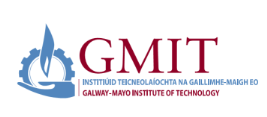 GMIT
INSTITIÚID TEICNEOLAÍOCHTA NA GAILLIMHE-MAIGH EO
GALWAY-MAYO INSTITUTE OF TECHNOLOGY